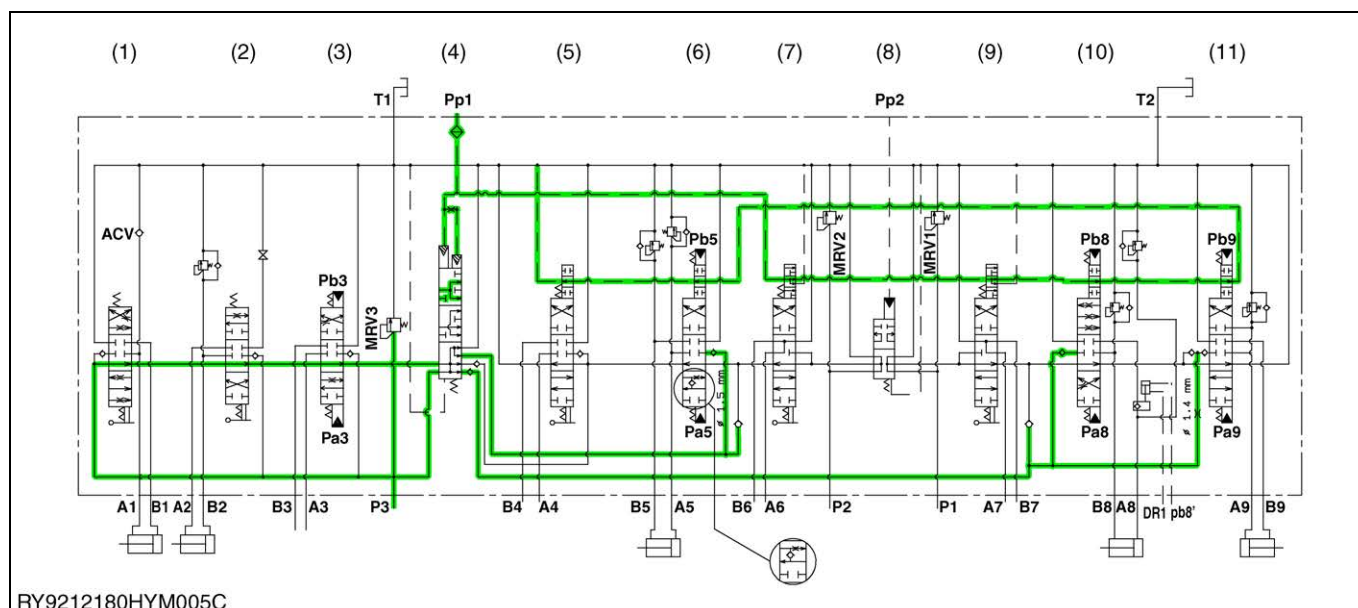 (1) (2) (3) (4) (5) (6) (7) (8) (9) (10) (11)
T1 Pp1 Pp2 T2
ACV
MRV2 MRV1
Pb5 Pb8 Pb9
Pb3
MRV3
ø 1.5 mm
ø 1.4 mm
Pa3 Pa5 Pa8 Pa9
A1 B1 A2 B2 B3 A3 P3 B4 A4 B5 A5 B6 A6 P2 P1 A7 B7 B8 A8 DR1 pb8' A9 B9
RY9212180HYM005C